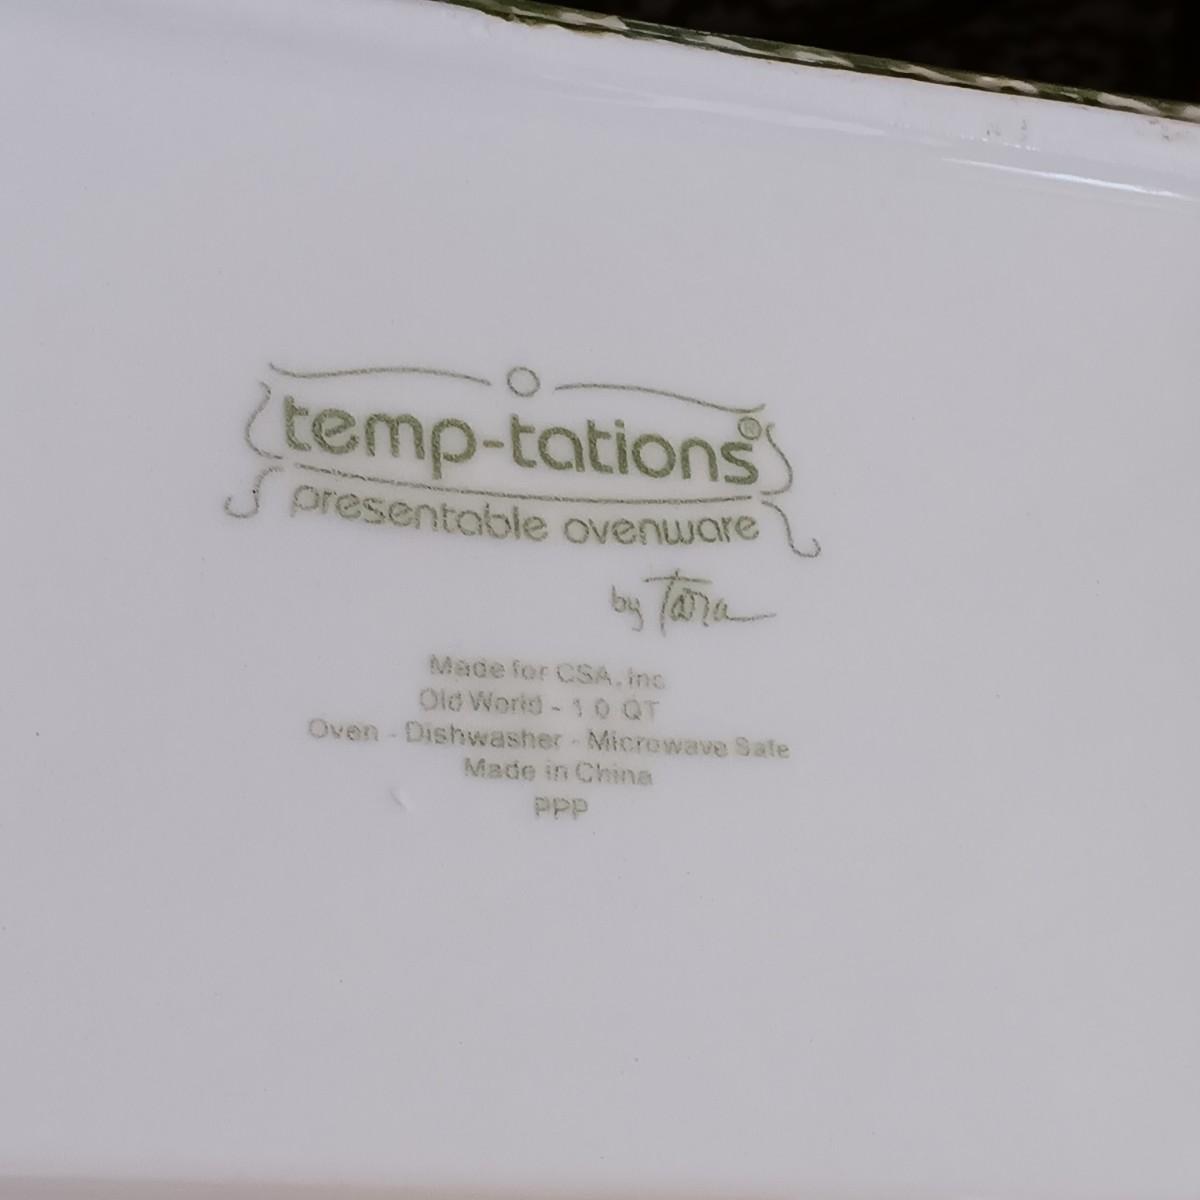 temp-tations®
presentable ovenware
by Tara
Made for CSA, Inc
Old World - 1.0 QT
Oven - Dishwasher - Microwave Safe
Made in China
PPP